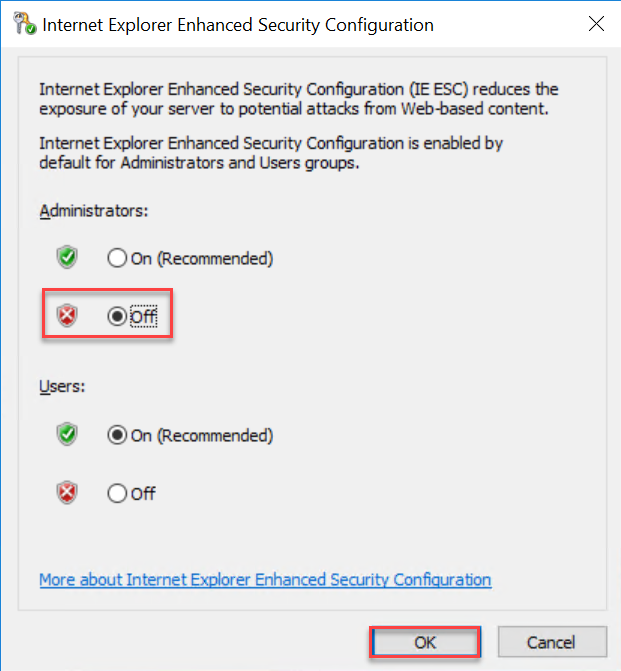 Internet Explorer Enhanced Security Configuration
Internet Explorer Enhanced Security Configuration (IE ESC) reduces the
exposure of your server to potential attacks from Web-based content.
Internet Explorer Enhanced Security Configuration is enabled by
default for Administrators and Users groups.
Administrators:
On (Recommended)
Off
Users:
On (Recommended)
Off
More about Internet Explorer Enhanced Security Configuration
OK Cancel